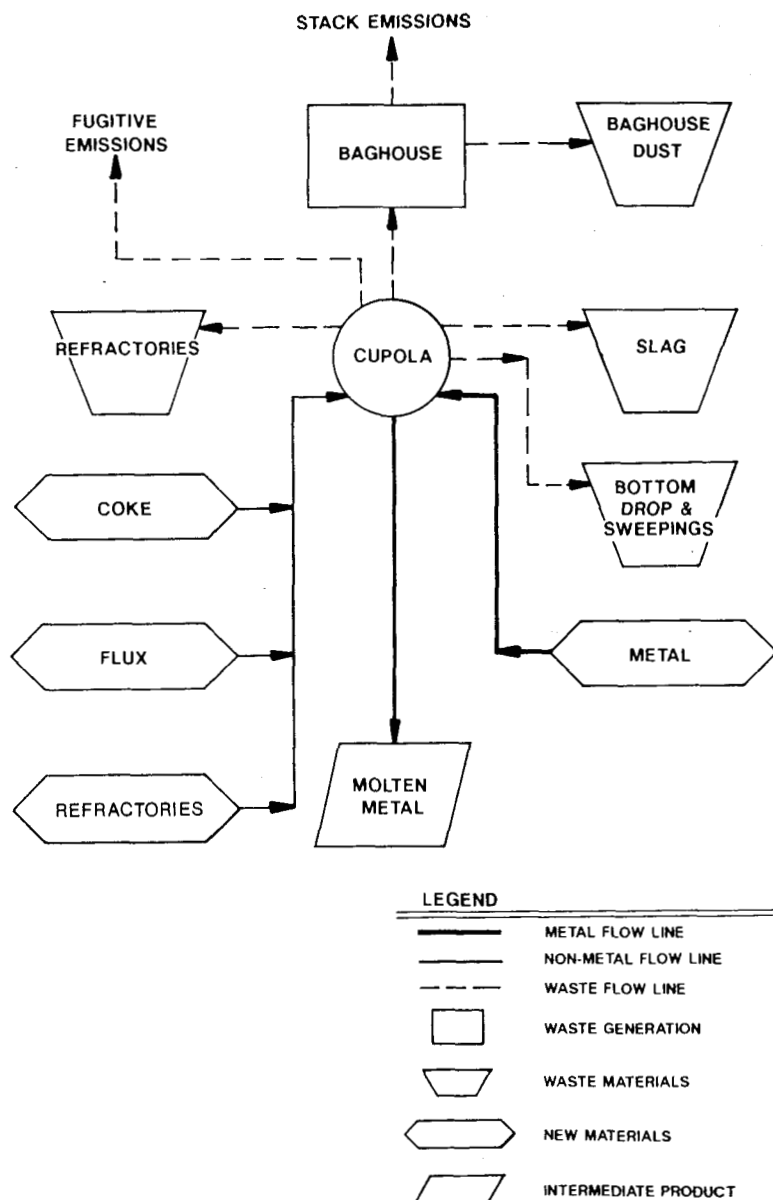 STACK EMISSIONS
FUGITIVE
EMISSIONS
BAGHOUSE
BAGHOUSE
DUST
REFRACTORIES
CUPOLA
SLAG
COKE
BOTTOM
DROP &
SWEEPINGS
FLUX
METAL
REFRACTORIES
MOLTEN
METAL
LEGEND
METAL FLOW LINE
NON-METAL FLOW LINE
WASTE FLOW LINE
WASTE GENERATION
WASTE MATERIALS
NEW MATERIALS
INTERMEDIATE PRODUCT